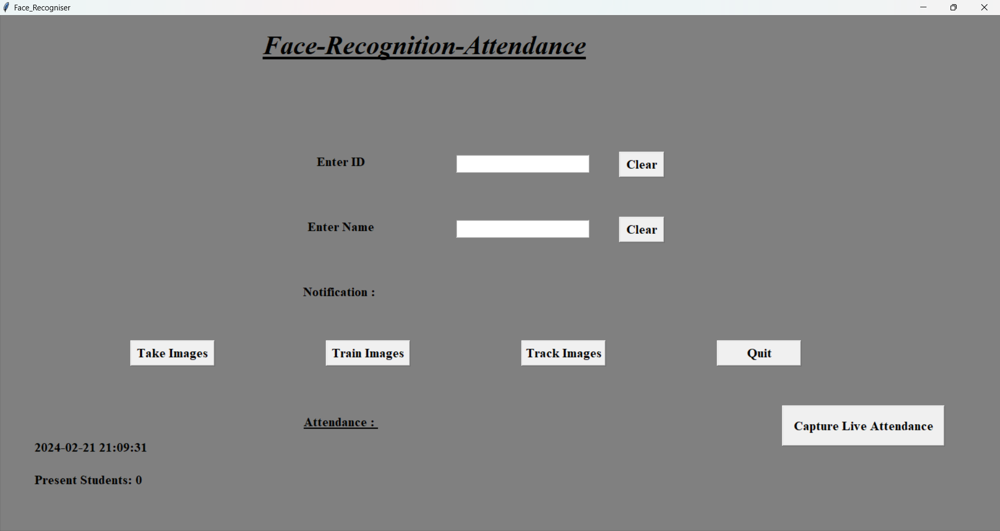 Face_Recogniser
Face-Recognition-Attendance
Enter ID
Clear
Enter Name
Clear
Notification :
Take Images
Train Images
Track Images
Quit
Attendance :
Capture Live Attendance
2024-02-21 21:09:31
Present Students: 0